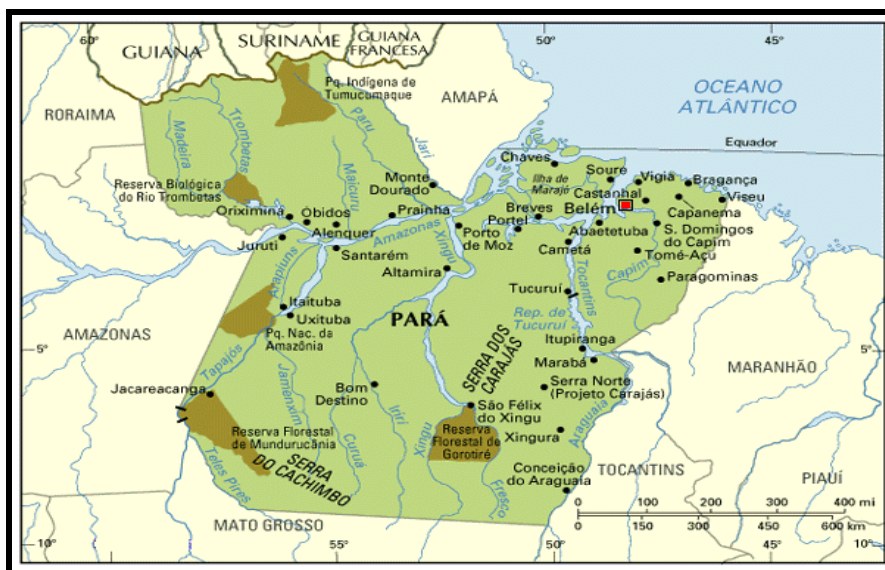 60°
50°
45°
GUIANA
SURINAME
GUIANA
FRANCESA
OCEANO
ATLÂNTICO
Equador
RORAIMA
AMAPÁ
Pq. Indígena de
Tumucumaque
Trombetas
Madeira
Paru
Jari
Maicuru
Reserva Biológica
do Rio Trombetas
Monte
Dourado
Chaves
Ilha de
Marajó
Soure
Vigia
Bragança
Castanhal
Viseu
Oriximina
Óbidos
Prainha
Breves
Portel
Belém
Capanema
Alenquer
Amazonas
Porto
de Moz
Abaetetuba
S. Domingos
do Capim
Juruti
Santarém
Xingu
Cametá
Tomé-Açú
Arapiuns
Altamira
Capim
Paragominas
Tocantins
Tucuruí
Itaituba
Uxituba
PARÁ
Rep. de
Tucuruí
AMAZONAS
Pq. Nac. da
Amazônia
Itupiranga
5°
5°
Tapajós
SERRA DOS
CARAJÁS
Marabá
MARANHÃO
Jacareacanga
Jamenxim
Bom
Destino
Serra Norte
(Projeto Carajás)
Iriri
São Félix
do Xingu
Araguaia
Reserva Florestal
de Mundurucânia
Curuá
Xingu
Reserva
Florestal de
Gorotiré
Xingura
SERRA
DO CACHIMBO
Teles Pires
Fresco
Conceição
do Araguaia
TOCANTINS
PIAUÍ
MATO GROSSO
0 100 200 300 400 mi
0 150 300 450 600 km
10°
55°
50°
45°
10°